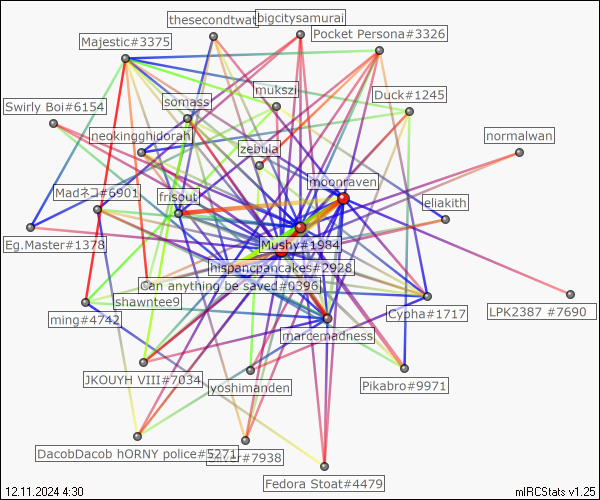 thesecondtwat
bigcitysamurai
Pocket Persona#3326
Majestic#3375
mukszi
Duck#1245
somass
Swirly Boi#6154
neokingghidorah
normalwan
zebula
moonraven
Madネコ#6901
frisout
eliakith
Eg.Master#1378
Mushy#1984
hispancpancakes#2928
Can anything be saved#0396
shawntee9
LPK2387 #7690
ming#4742
Cypha#1717
marcemadness
JKOUYH VIII#7034
yoshimanden
Pikabro#9971
DacobDacob hORNY police#5271
#7938
Fedora Stoat#4479
12.11.2024 4:30
mIRCStats v1.25